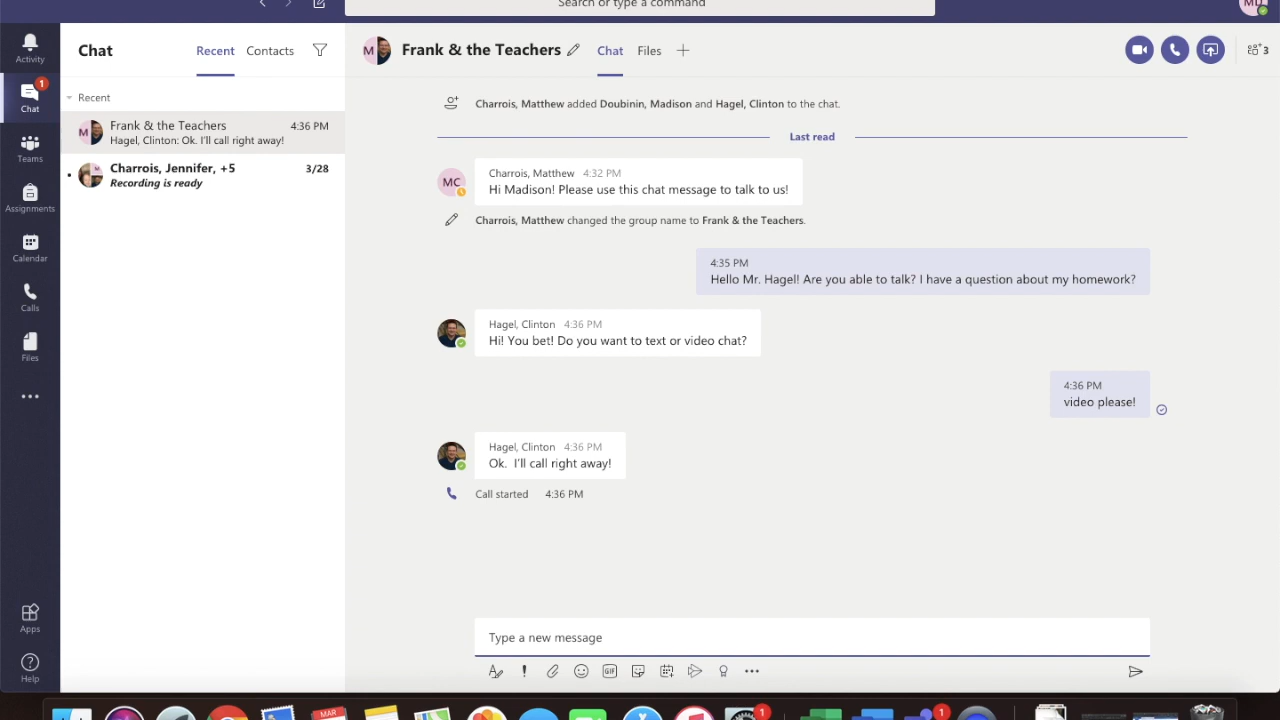 Search or type a command
MD
Activity
1
Chat
Teams
Assignments
Calendar
Calls
Files
Apps
Help
Chat
Recent
Contacts
Recent
M
Frank & the Teachers
4:36 PM
Hagel, Clinton: Ok. I'll call right away!
Charrois, Jennifer, +5
3/28
Recording is ready
M
Frank & the Teachers
Chat
Files
3
Charrois, Matthew added Doubinin, Madison and Hagel, Clinton to the chat.
Last read
MC
Charrois, Matthew 4:32 PM
Hi Madison! Please use this chat message to talk to us!
Charrois, Matthew changed the group name to Frank & the Teachers.
4:35 PM
Hello Mr. Hagel! Are you able to talk? I have a question about my homework?
Hagel, Clinton 4:36 PM
Hi! You bet! Do you want to text or video chat?
4:36 PM
video please!
Hagel, Clinton 4:36 PM
Ok. I'll call right away!
Call started 4:36 PM
Type a new message
GIF
MAR
1
1